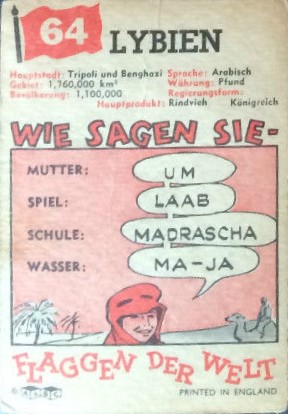 64 LYBIEN
Hauptstadt: Tripoli und Benghazi Sprache: Arabisch
Gebiet: 1,760,000 km² Währung: Pfund
Bevölkerung: 1,100,000 Regierungsform:
Hauptprodukt: Rindvieh Königreich
WIE SAGEN SIE-
MUTTER: UM
SPIEL: LAAB
SCHULE: MADRASCHA
WASSER: MA-JA
FLAGGEN DER WELT
PRINTED IN ENGLAND